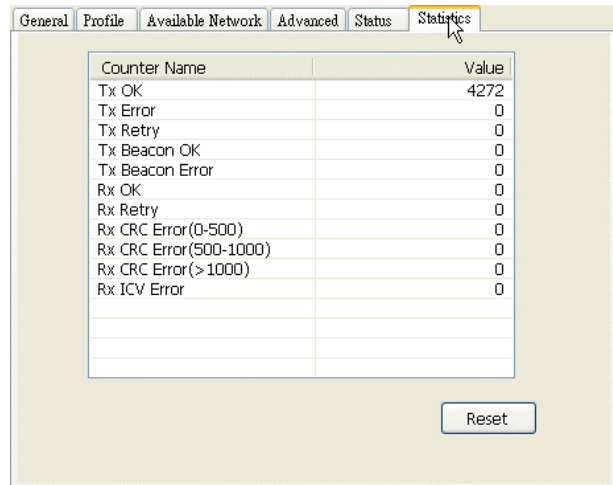 General Profile Available Network Advanced Status Statistics
Counter Name Value
Tx OK 4272
Tx Error 0
Tx Retry 0
Tx Beacon OK 0
Tx Beacon Error 0
Rx OK 0
Rx Retry 0
Rx CRC Error(0-500) 0
Rx CRC Error(500-1000) 0
Rx CRC Error(>1000) 0
Rx ICV Error 0
Reset